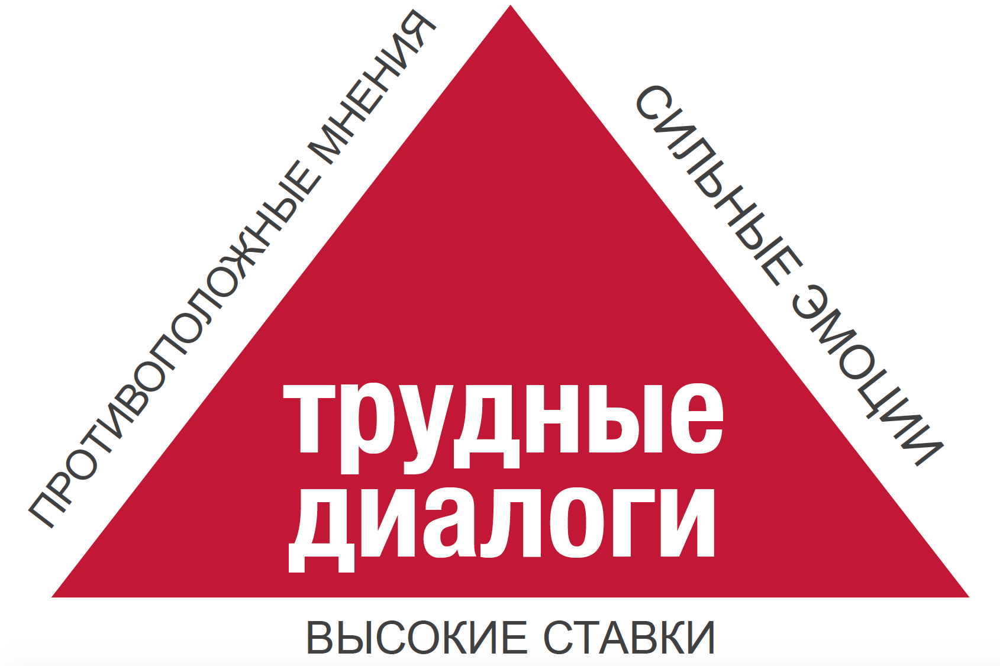 ПРОТИВОПОЛОЖНЫЕ МНЕНИЯ
СИЛЬНЫЕ ЭМОЦИИ
трудные
диалоги
ВЫСОКИЕ СТАВКИ